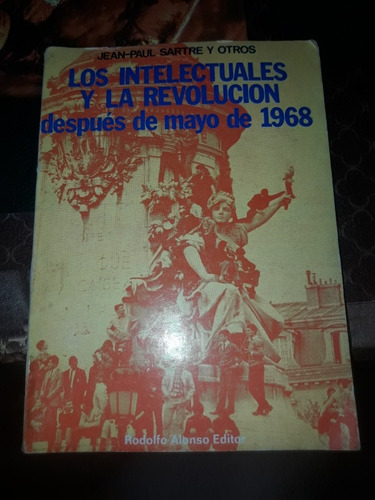 JEAN-PAUL SARTRE Y OTROS
LOS INTELECTUALES
Y LA REVOLUCION
después de mayo de 1968
Rodolfo Alonso Editor